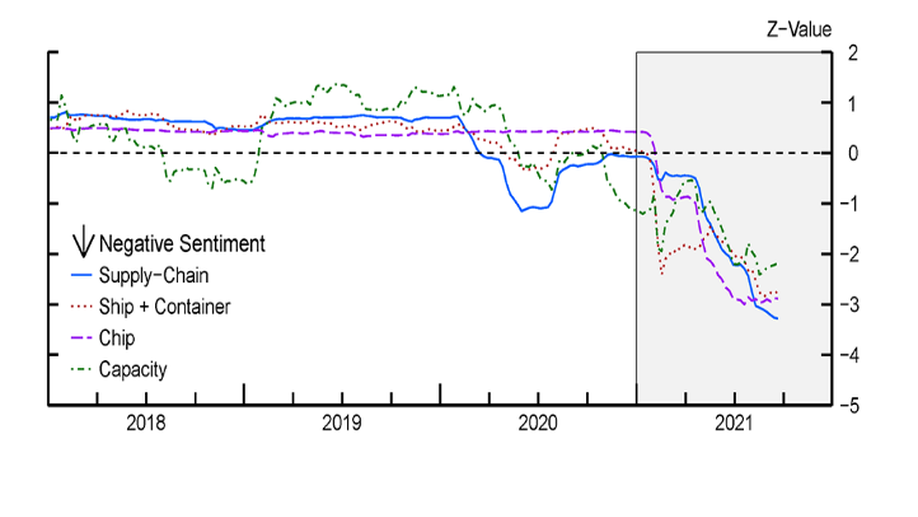 Z-Value
2
1
0
-1
-2
-3
-4
-5
Negative Sentiment
Supply-Chain
Ship + Container
Chip
Capacity
2018 2019 2020 2021